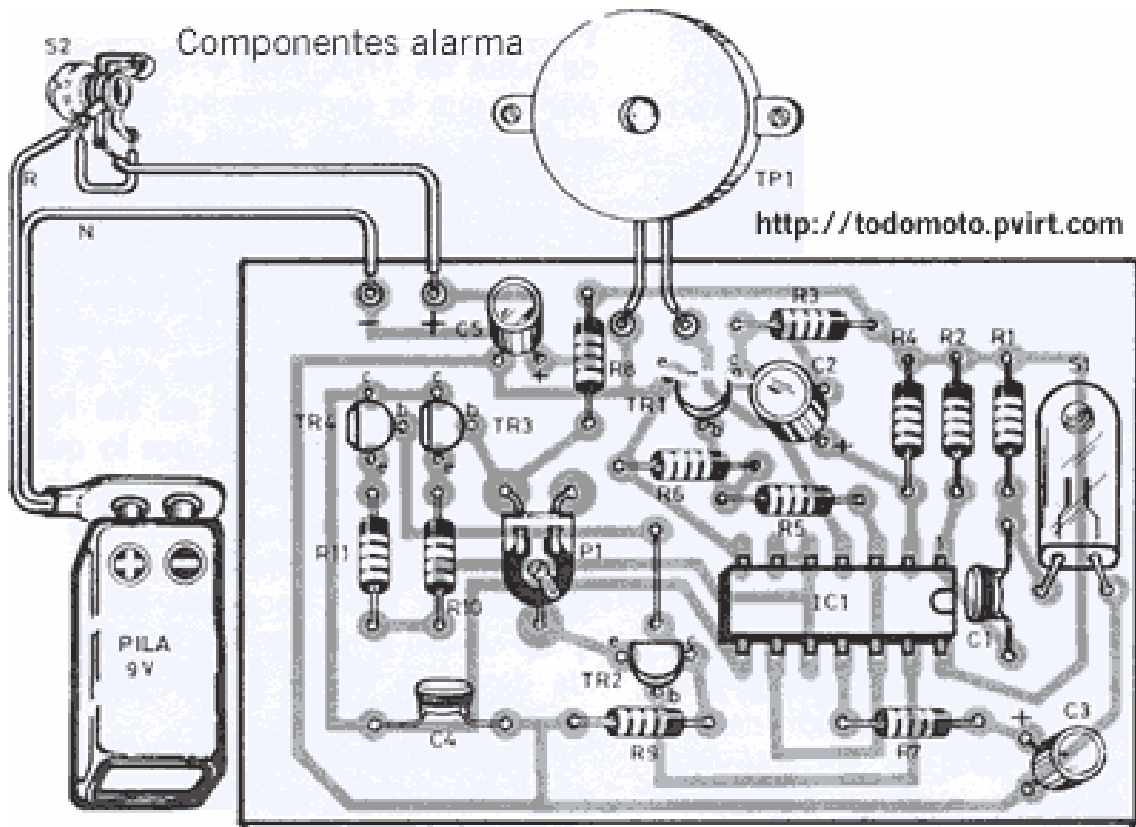 S2
Componentes alarma
TP1
R
N
http://todomoto.pvirt.com
R3
−
+
C5
+
R8
R4
R2
R1
S1
c
c
e
c
C2
TR4
b
b
TR3
TR1
b
+
e
e
R6
R5
R11
P1
R10
IC1
1
C1
+
−
PILA
9V
e
c
TR2
b
C4
R9
R7
+
C3